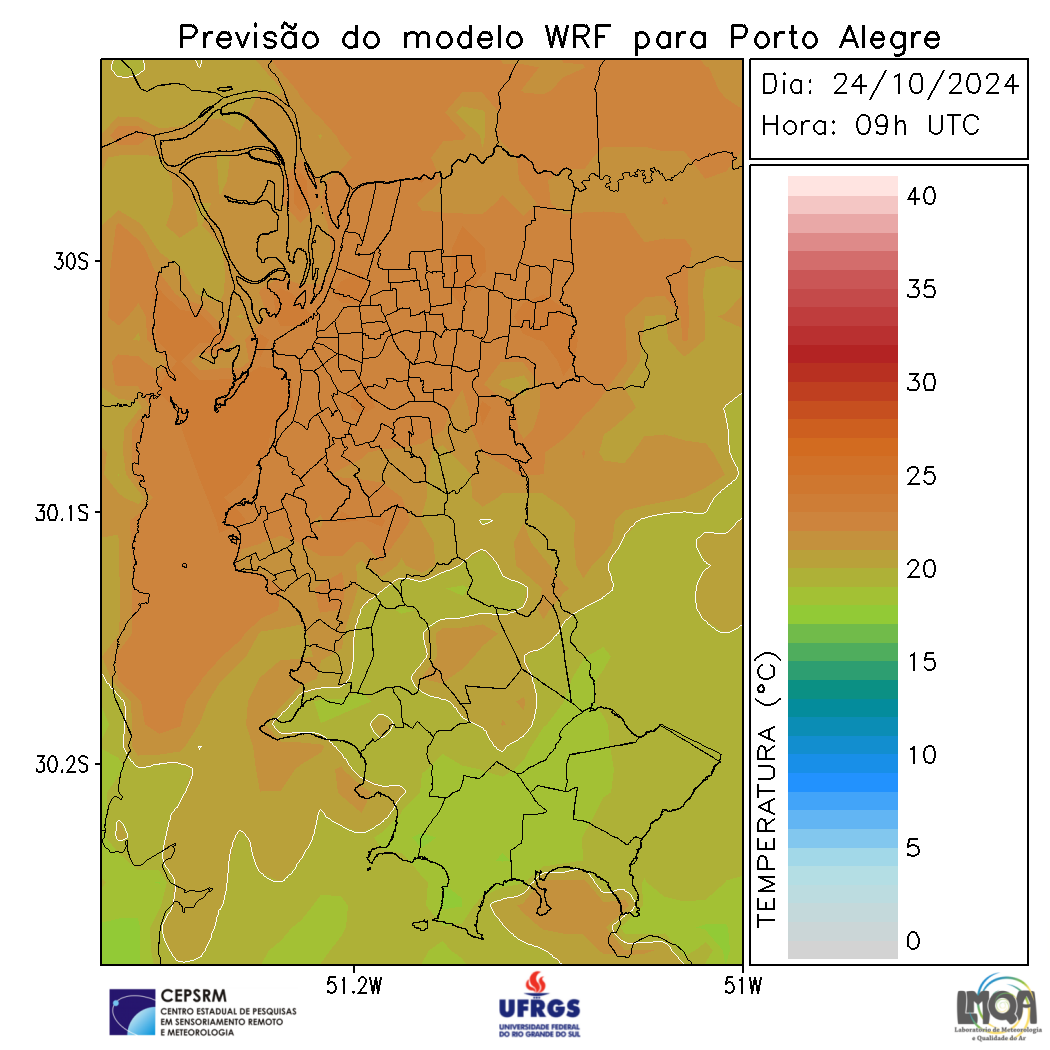 Previsão do modelo WRF para Porto Alegre
Dia: 24/10/2024
Hora: 09h UTC
30S
30.1S
30.2S
51.2W
51W
TEMPERATURA (°C)
40
35
30
25
20
15
10
5
0
CEPSRM
CENTRO ESTADUAL DE PESQUISAS
EM SENSORIAMENTO REMOTO
E METEOROLOGIA
UFRGS
UNIVERSIDADE FEDERAL
DO RIO GRANDE DO SUL
LMQA
Laboratório de Meteorologia
e Qualidade do Ar